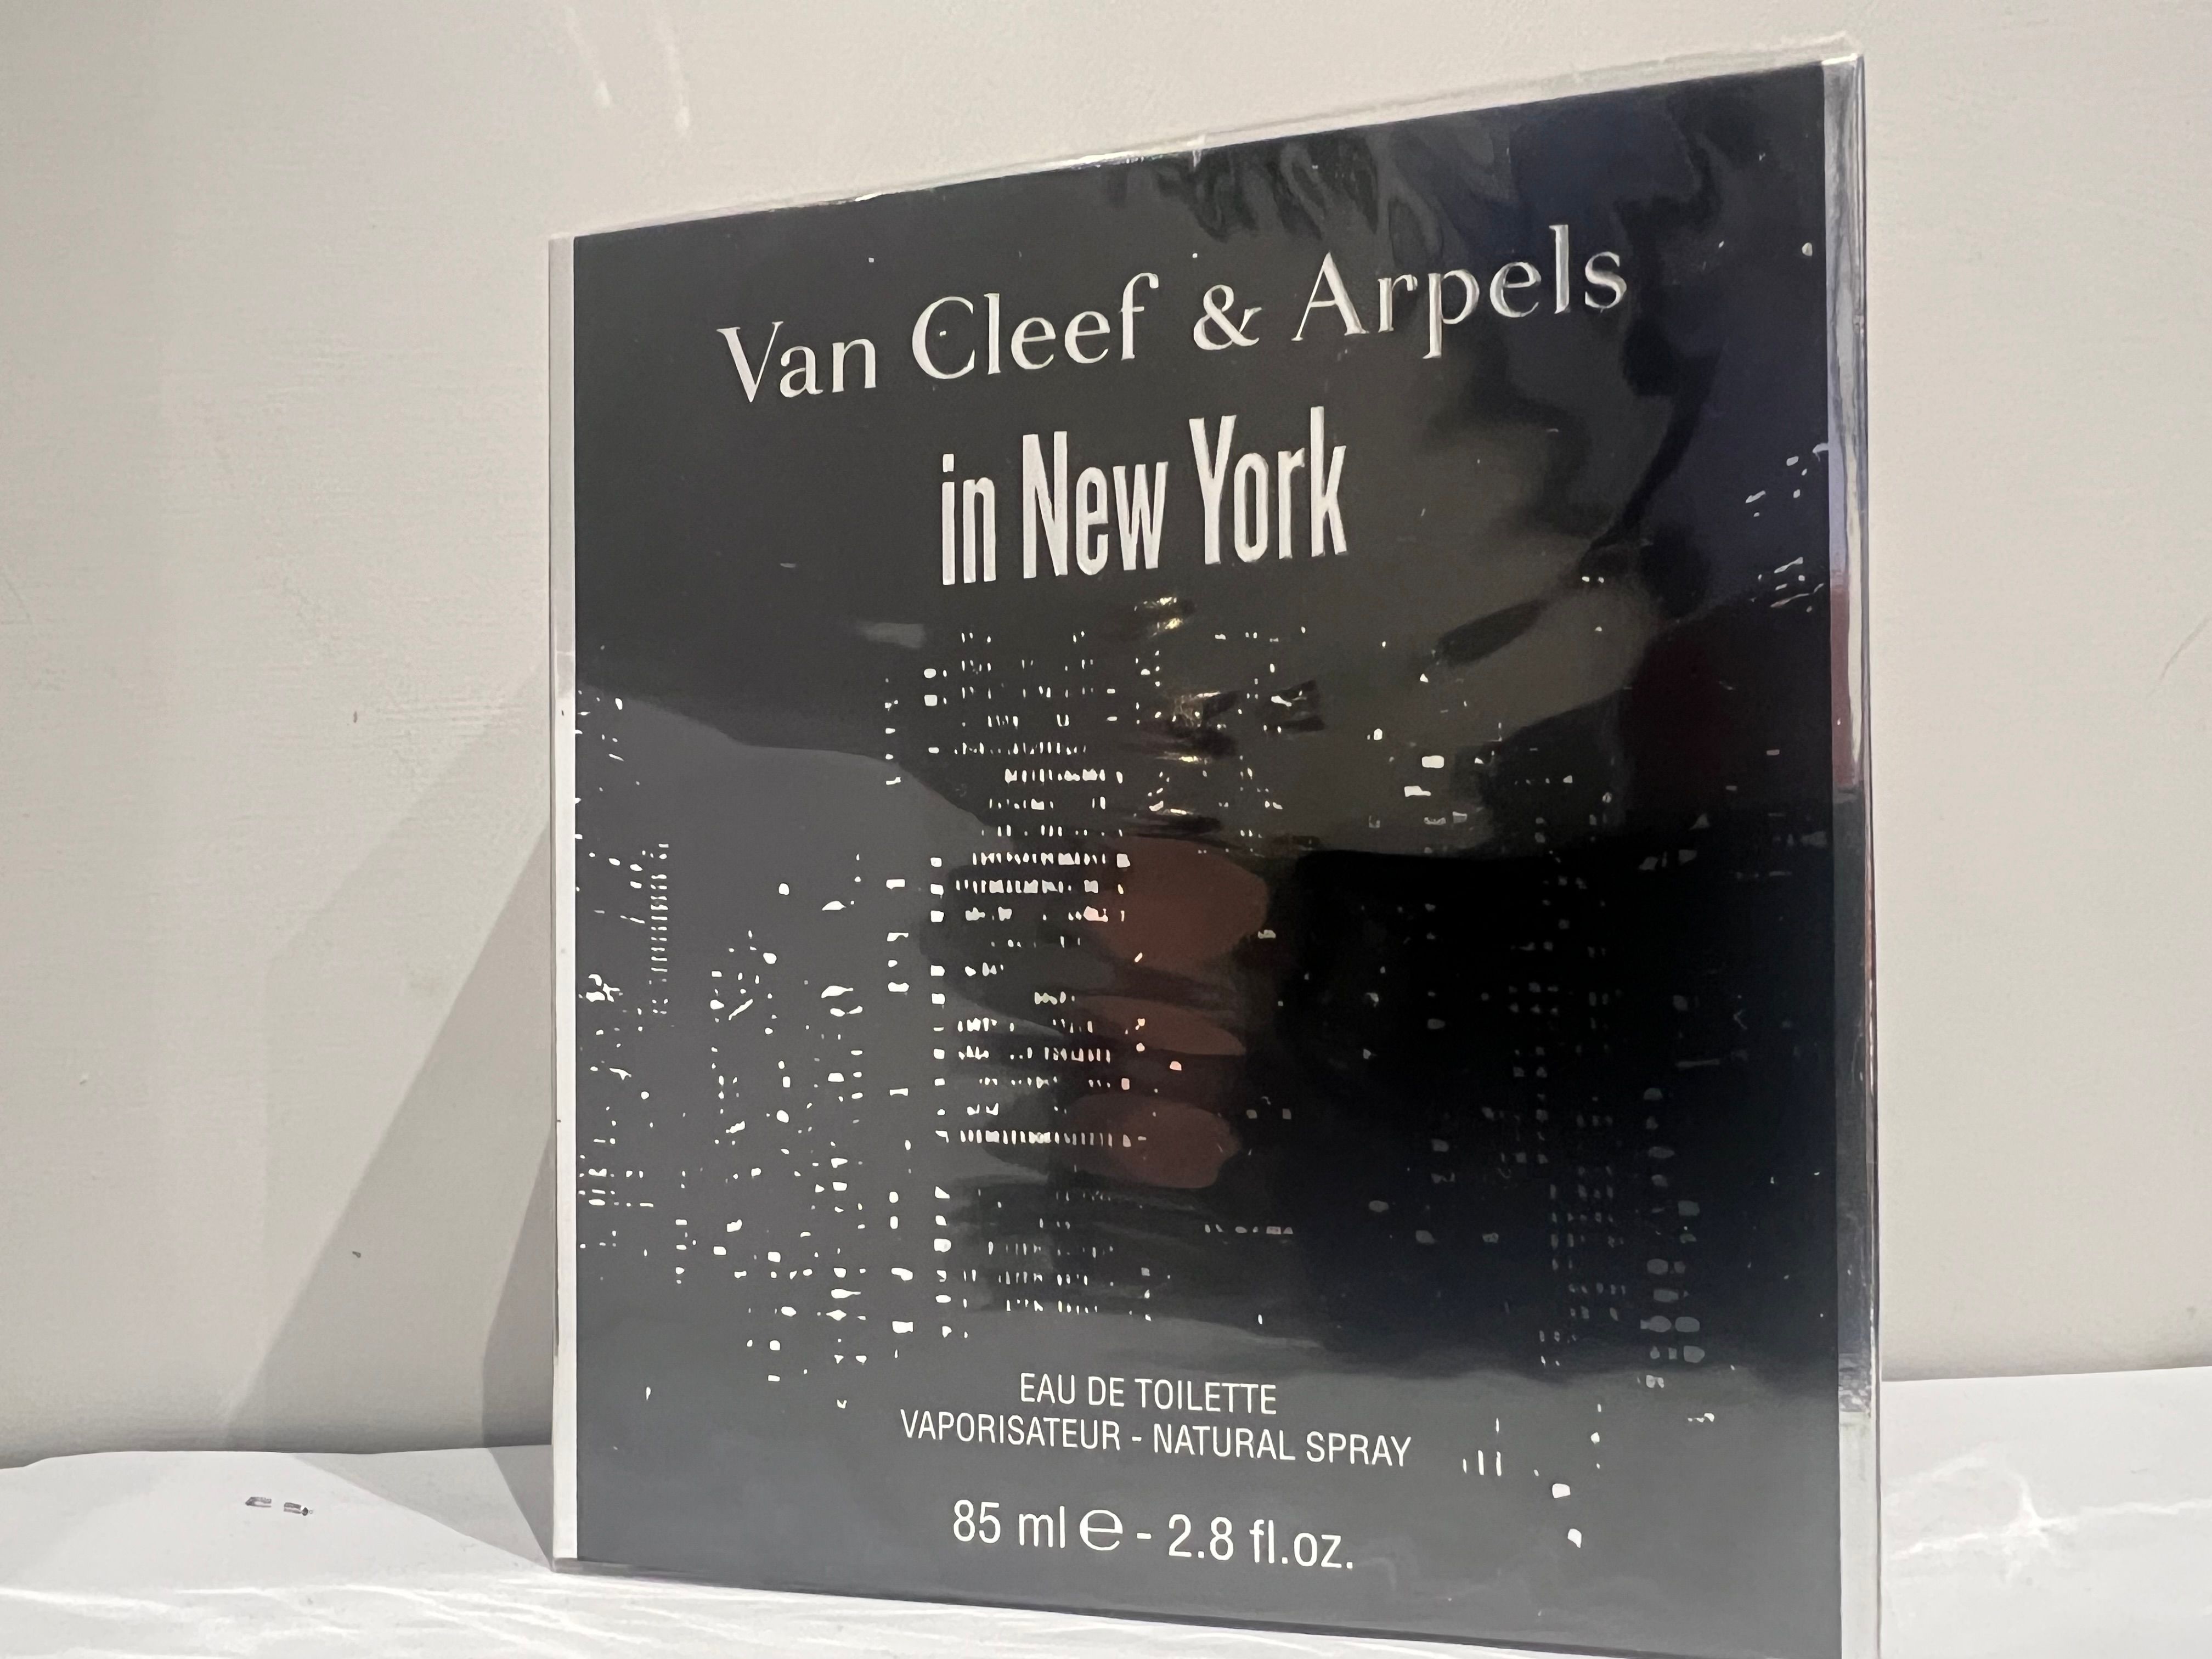 Van Cleef & Arpels
in New York
EAU DE TOILETTE
VAPORISATEUR - NATURAL SPRAY
85 ml ℮ - 2.8 fl.oz.